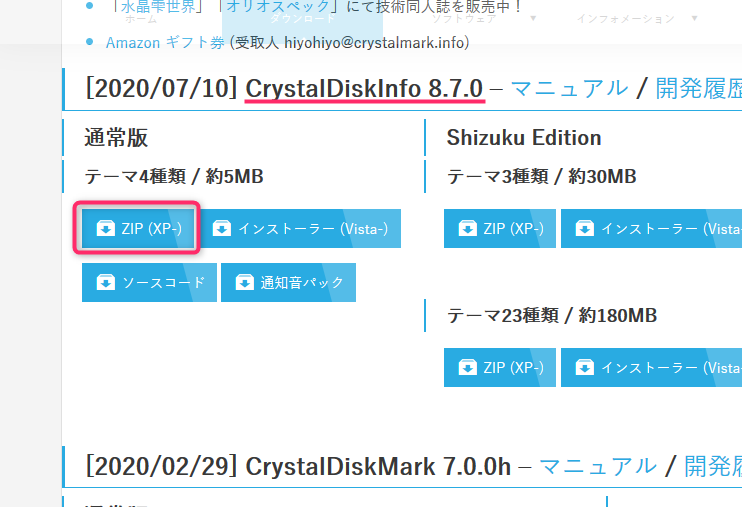 「水晶雫世界」「オリオスペック」にて技術同人誌を販売中！
ホーム ダウンロード ソフトウェア ▼ インフォメーション ▼
Amazon ギフト券 (受取人 hiyohiyo@crystalmark.info)
[2020/07/10] CrystalDiskInfo 8.7.0 – マニュアル / 開発履歴
通常版
テーマ4種類 / 約5MB
ZIP (XP-) インストーラー (Vista-)
ソースコード 通知音パック
Shizuku Edition
テーマ3種類 / 約30MB
ZIP (XP-) インストーラー (Vista-
テーマ23種類 / 約180MB
ZIP (XP-) インストーラー (Vista-
[2020/02/29] CrystalDiskMark 7.0.0h – マニュアル / 開発履